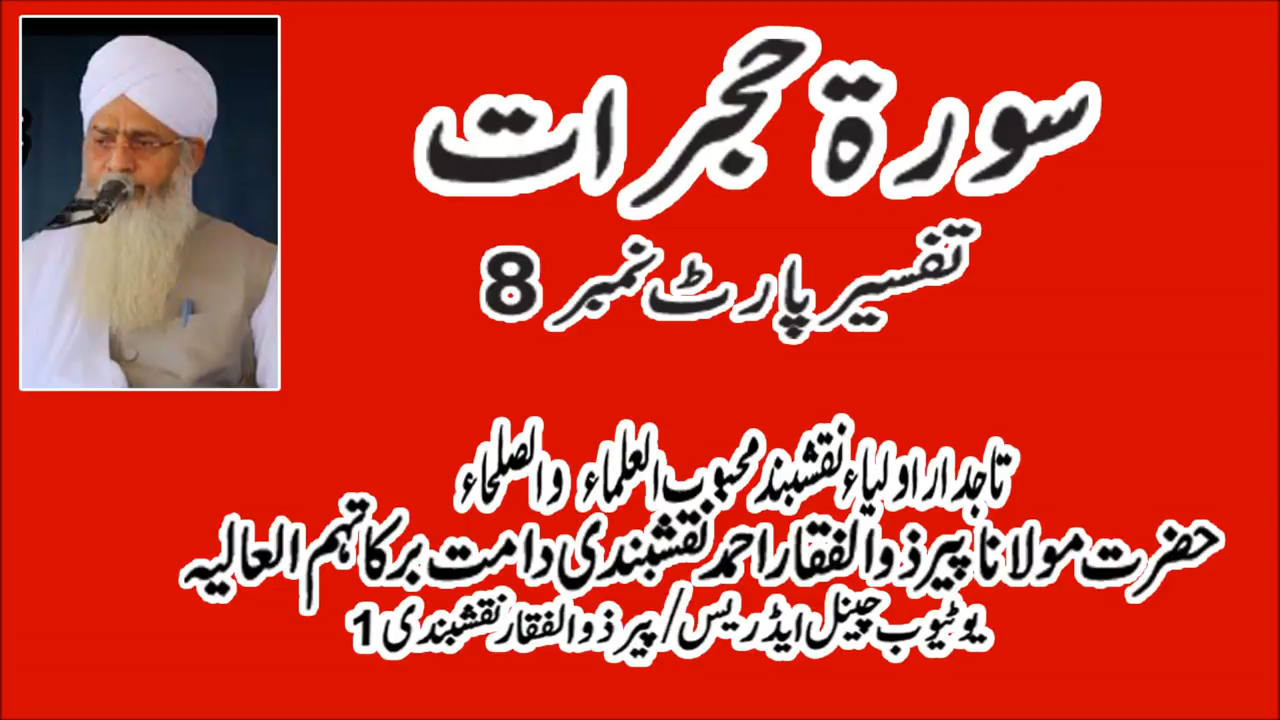 سورۃ حجرات
تفسیر پارٹ نمبر 8
تاجدار اولیاء نقشبند محبوب العلماء والصلحاء
حضرت مولانا پیر ذوالفقار احمد نقشبندی دامت برکاتہم العالیہ
یوٹیوب چینل ایڈریس/پیر ذوالفقار نقشبندی 1